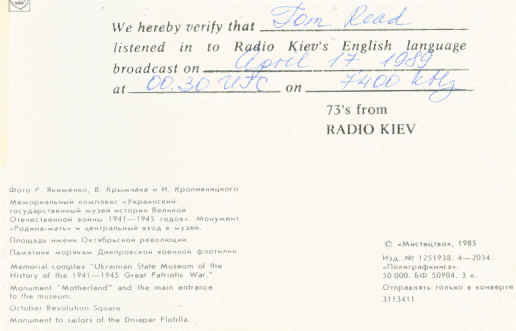 We hereby verify that Tom Read
listened in to Radio Kiev's English language
broadcast on April 17 1989
at 00.30 UTC on 7400 kHz
73's from
RADIO KIEV
Фото Р. Якименко, В. Крымчака и И. Кропивницкого
Мемориальный комплекс «Украинский
государственный музей истории Великой
Отечественной войны 1941—1945 годов». Монумент
«Родина-мать» и центральный вход в музей.
Площадь имени Октябрьской революции.
Памятник морякам Днепровской военной флотилии.
Memorial complex "Ukrainian State Museum of the
History of the 1941—1945 Great Patriotic War."
Monument "Motherland" and the main entrance
to the museum.
October Revolution Square.
Monument to sailors of the Dnieper Flotilla.
© «Мистецтво», 1985
Изд. № 1251938. 4—2034.
«Полиграфкнига».
50 000. БФ 50904. 3 к.
Отправлять только в конверте
3113411